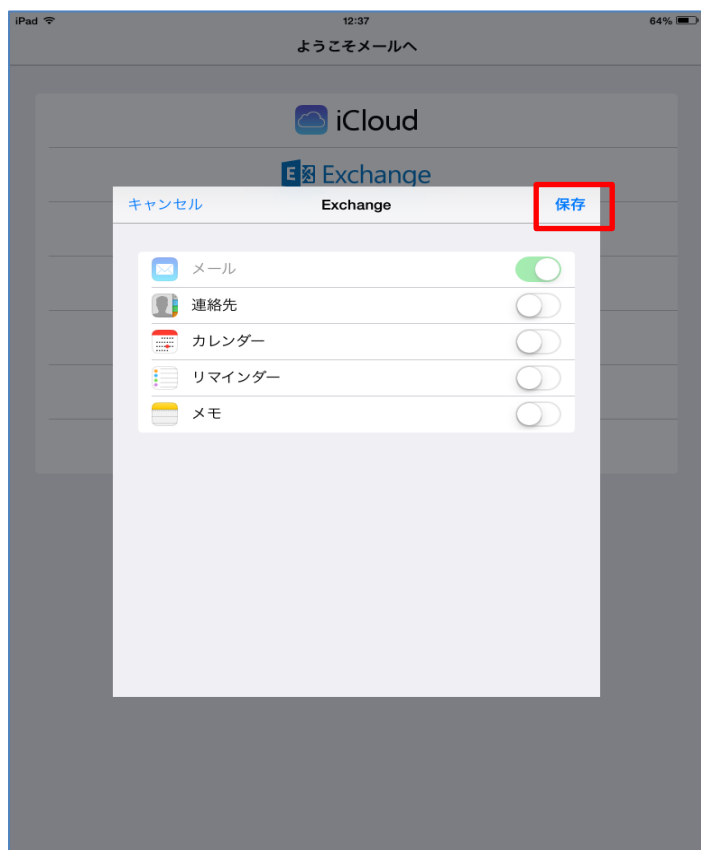 iPad 12:37 64%
ようこそメールへ
iCloud
E Exchange
キャンセル Exchange 保存
メール
連絡先
カレンダー
リマインダー
メモ